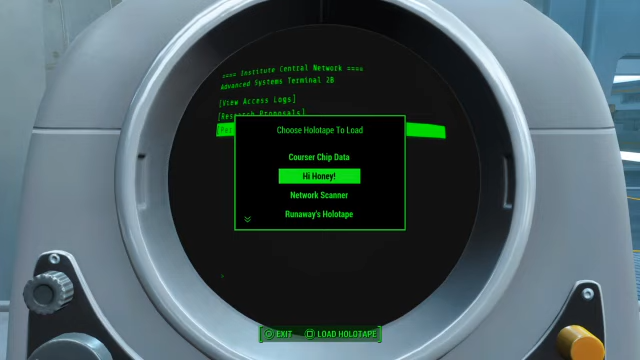 ==== Institute Central Network ====
Advanced Systems Terminal 2B
[View Access Logs]
[Research Proposals]
Choose Holotape To Load
Courser Chip Data
Hi Honey!
Network Scanner
Runaway's Holotape
EXIT LOAD HOLOTAPE